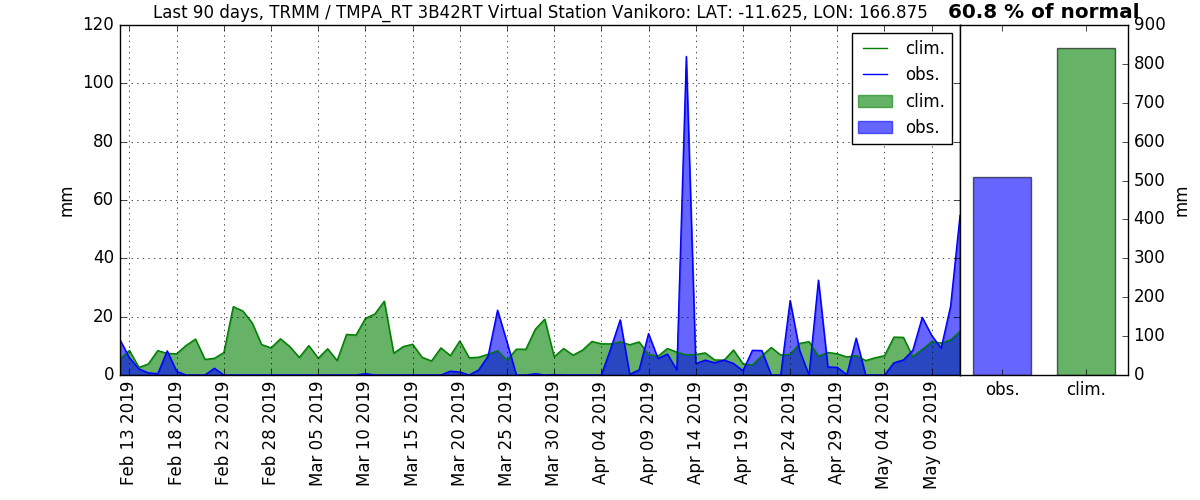 Last 90 days, TRMM / TMPA_RT 3B42RT Virtual Station Vanikoro: LAT: -11.625, LON: 166.875
60.8 % of normal
120
100
80
60
40
20
0
mm
clim.
obs.
clim.
obs.
Feb 13 2019
Feb 18 2019
Feb 23 2019
Feb 28 2019
Mar 05 2019
Mar 10 2019
Mar 15 2019
Mar 20 2019
Mar 25 2019
Mar 30 2019
Apr 04 2019
Apr 09 2019
Apr 14 2019
Apr 19 2019
Apr 24 2019
Apr 29 2019
May 04 2019
May 09 2019
900
800
700
600
500
400
300
200
100
0
mm
obs.
clim.